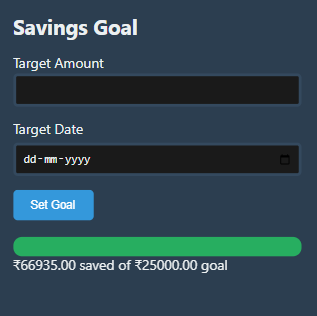 Savings Goal
Target Amount
Target Date
dd-mm-yyyy
Set Goal
₹66935.00 saved of ₹25000.00 goal